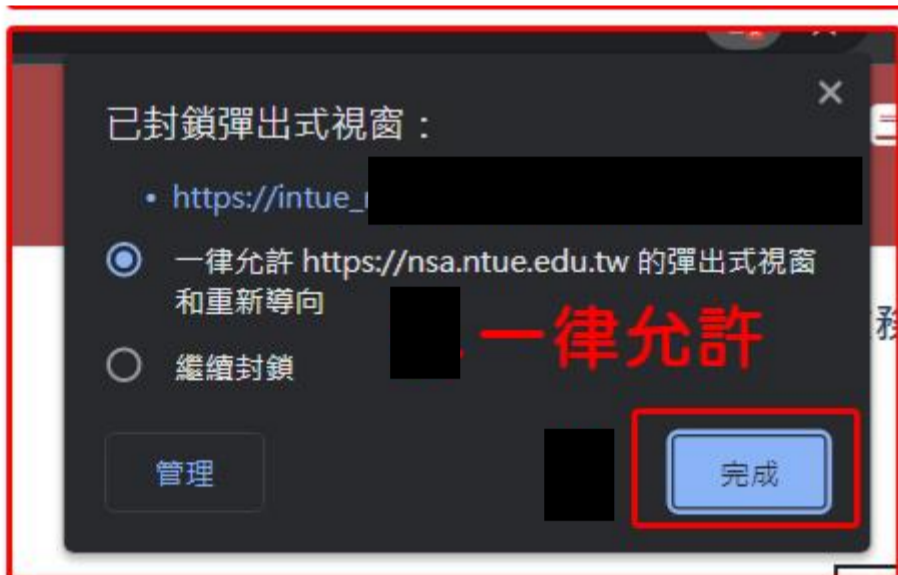 已封鎖彈出式視窗：
• https://intue_
一律允許 https://nsa.ntue.edu.tw 的彈出式視窗
和重新導向
一律允許
繼續封鎖
管理
完成